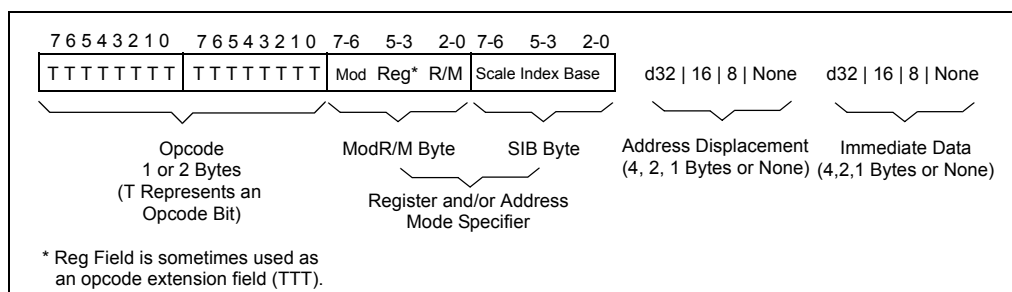 7 6 5 4 3 2 1 0 7 6 5 4 3 2 1 0 7-6 5-3 2-0 7-6 5-3 2-0
T T T T T T T T T T T T T T T T Mod Reg* R/M Scale Index Base d32 | 16 | 8 | None d32 | 16 | 8 | None
Opcode
1 or 2 Bytes
(T Represents an
Opcode Bit)
ModR/M Byte
SIB Byte
Register and/or Address
Mode Specifier
Address Displacement
(4, 2, 1 Bytes or None)
Immediate Data
(4,2,1 Bytes or None)
* Reg Field is sometimes used as
an opcode extension field (TTT).